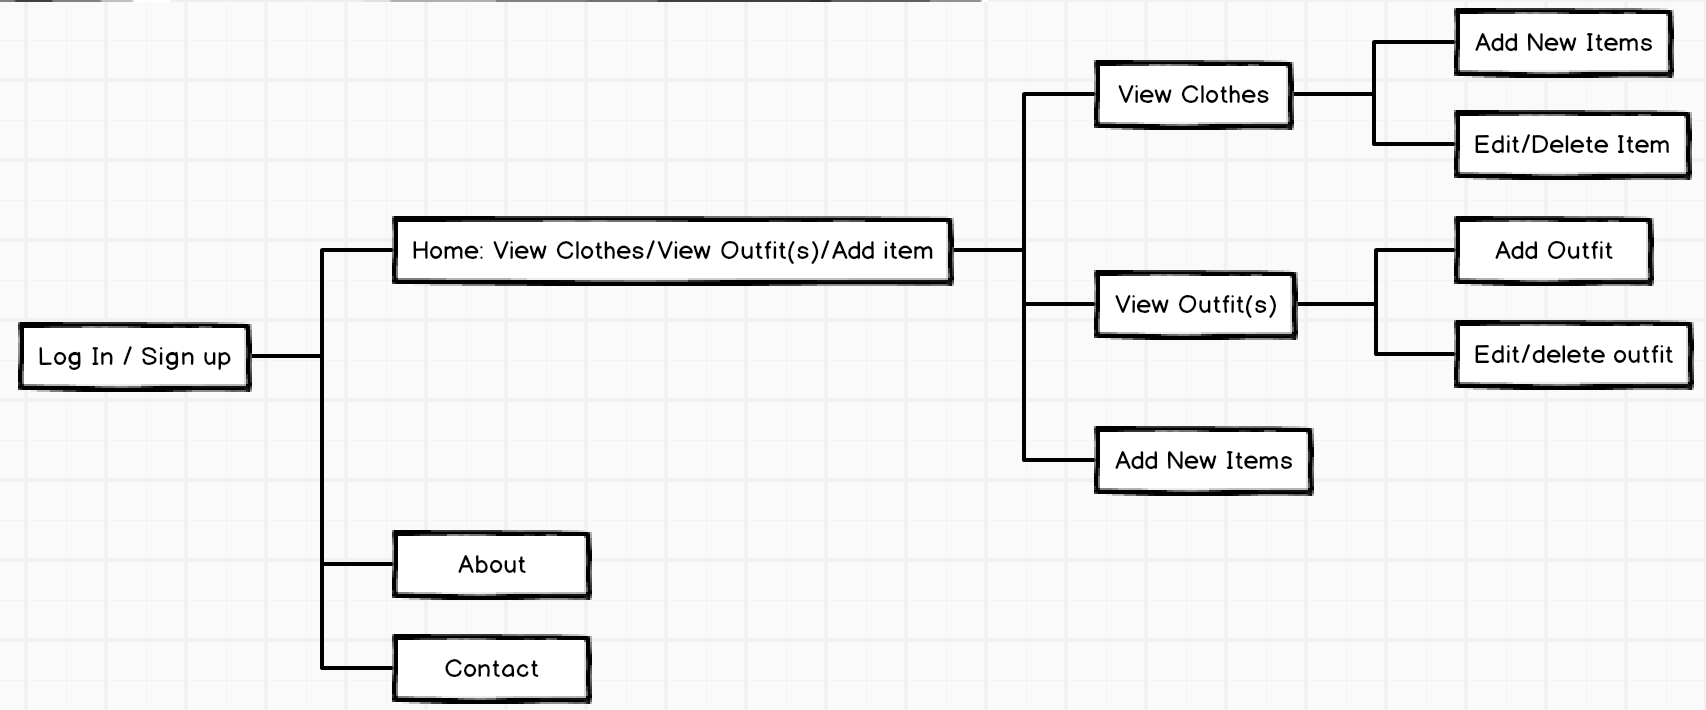 Add New Items
View Clothes
Edit/Delete Item
Home: View Clothes/View Outfit(s)/Add item
Add Outfit
View Outfit(s)
Log In / Sign up
Edit/delete outfit
Add New Items
About
Contact